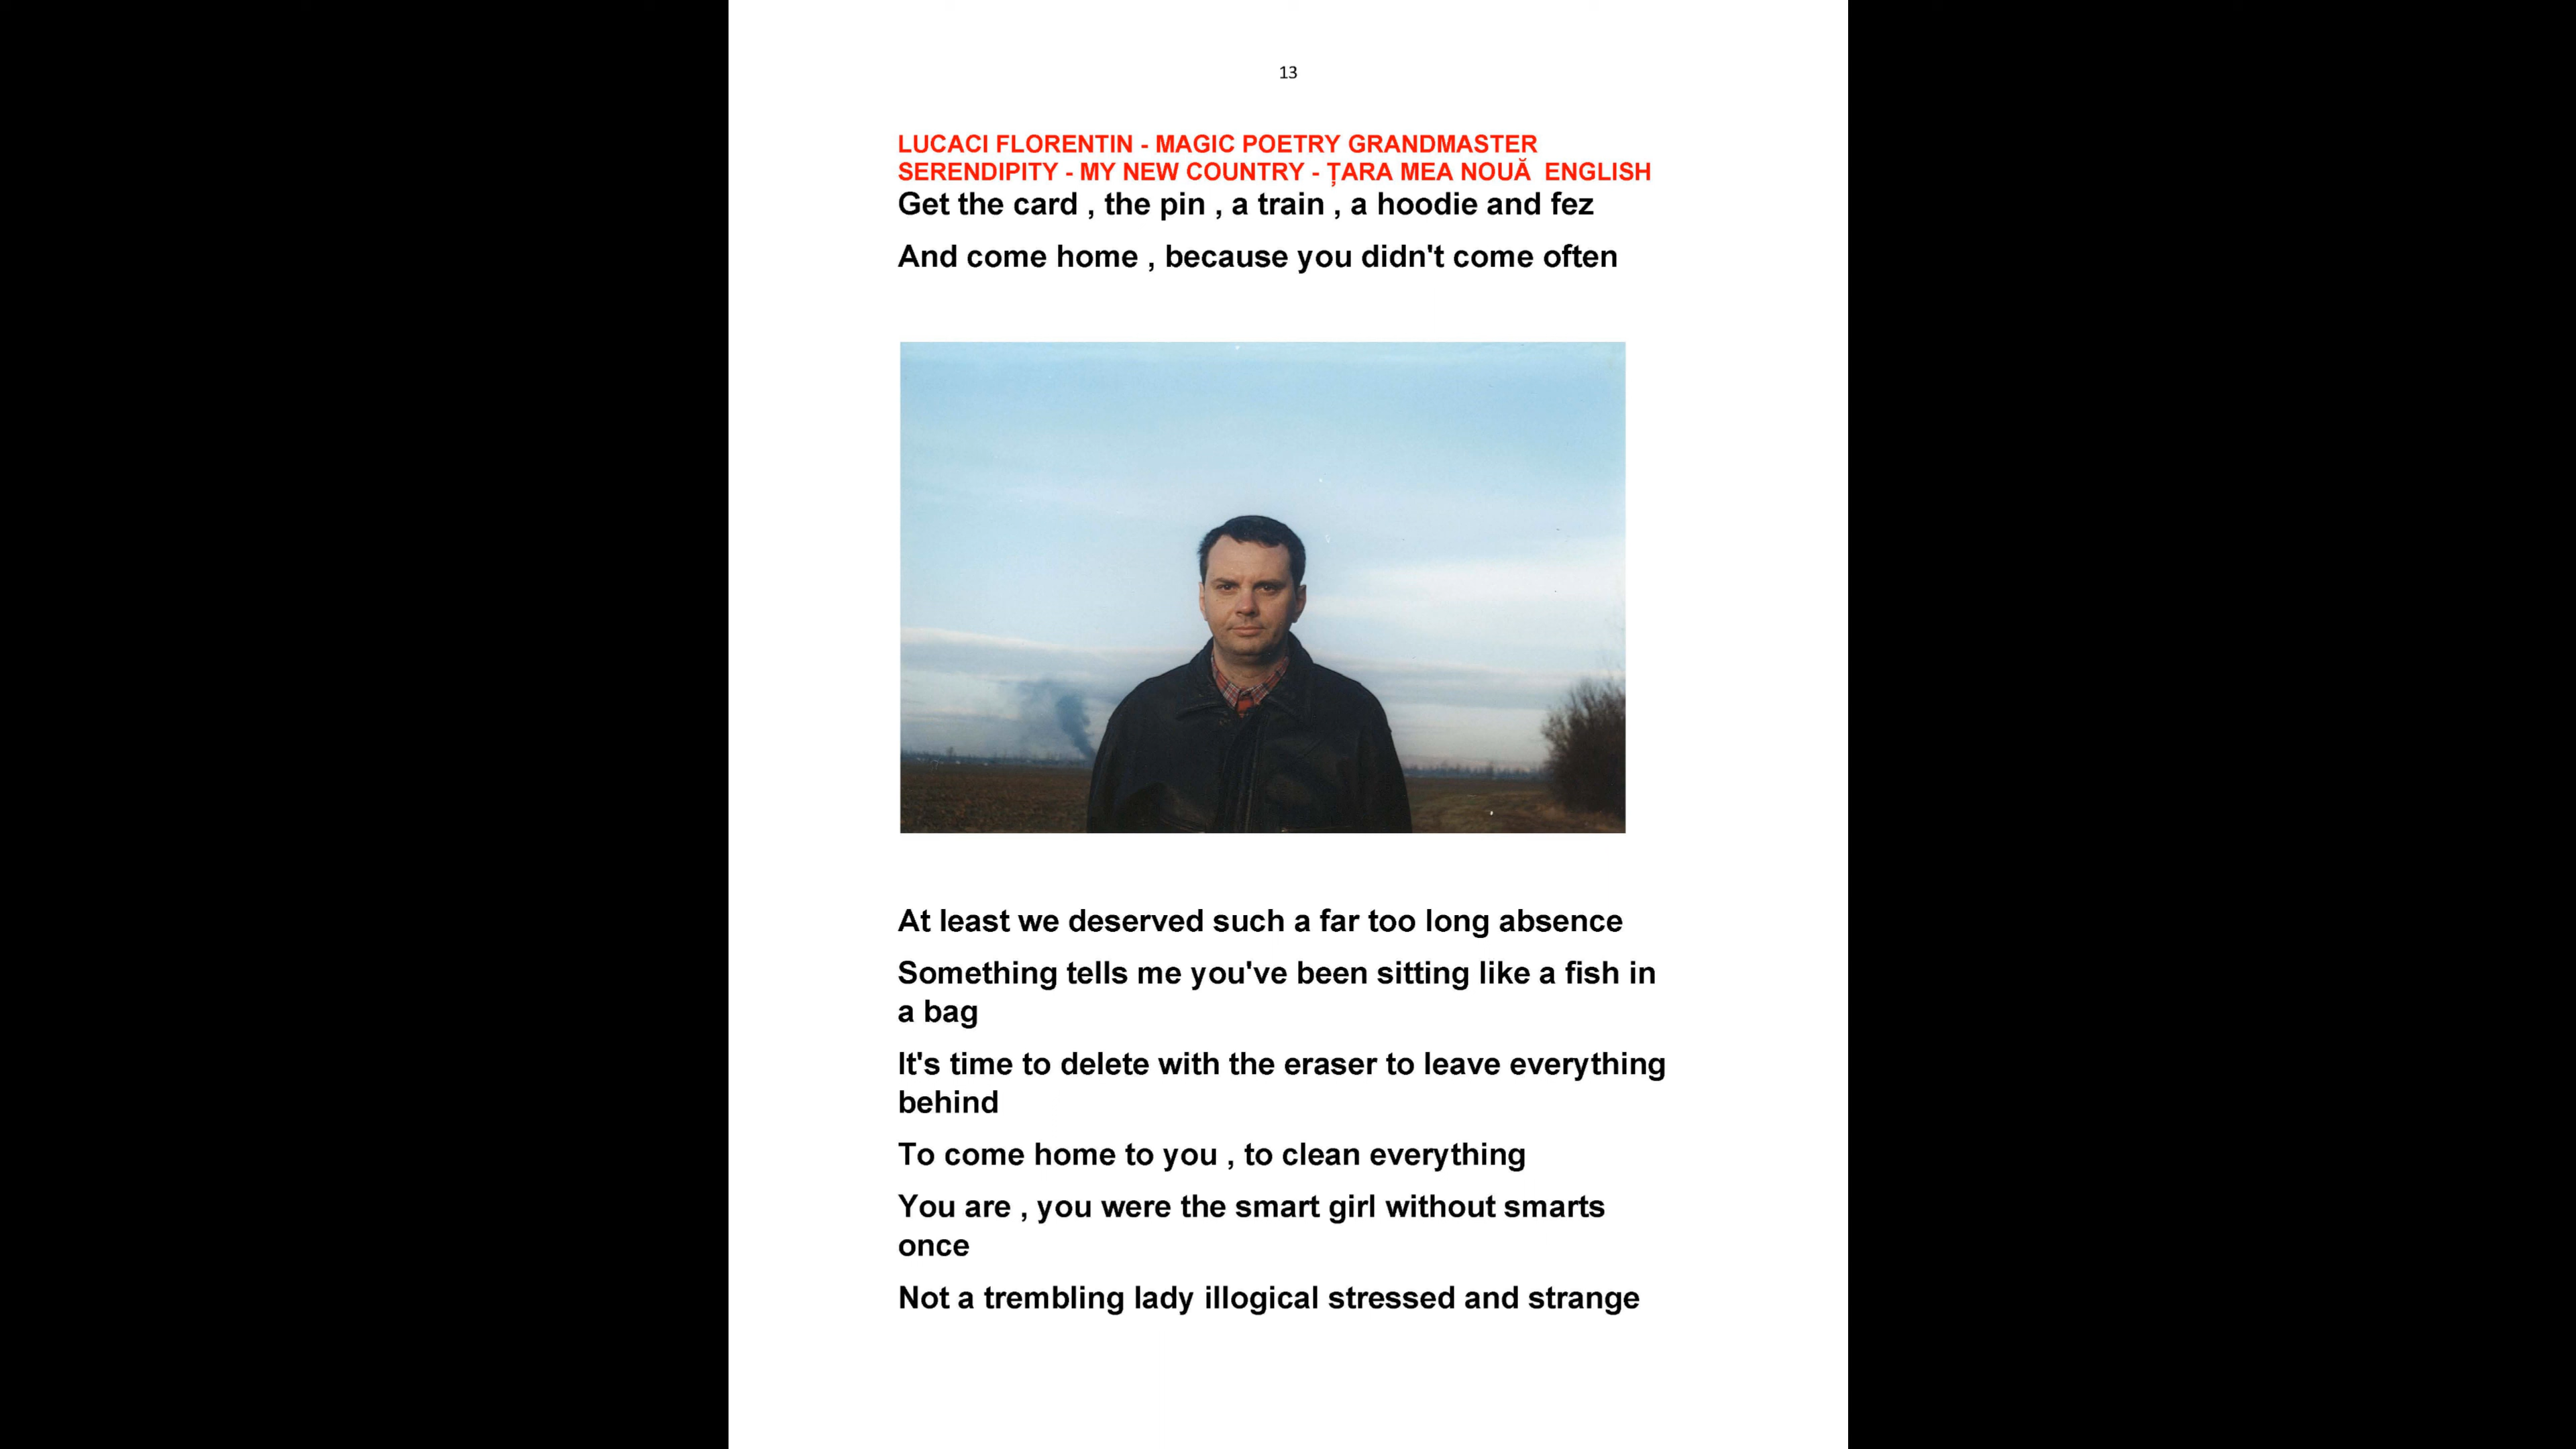 13
LUCACI FLORENTIN - MAGIC POETRY GRANDMASTER
SERENDIPITY - MY NEW COUNTRY - ȚARA MEA NOUĂ  ENGLISH
Get the card , the pin , a train , a hoodie and fez
And come home , because you didn't come often
At least we deserved such a far too long absence
Something tells me you've been sitting like a fish in
a bag
It's time to delete with the eraser to leave everything
behind
To come home to you , to clean everything
You are , you were the smart girl without smarts
once
Not a trembling lady illogical stressed and strange